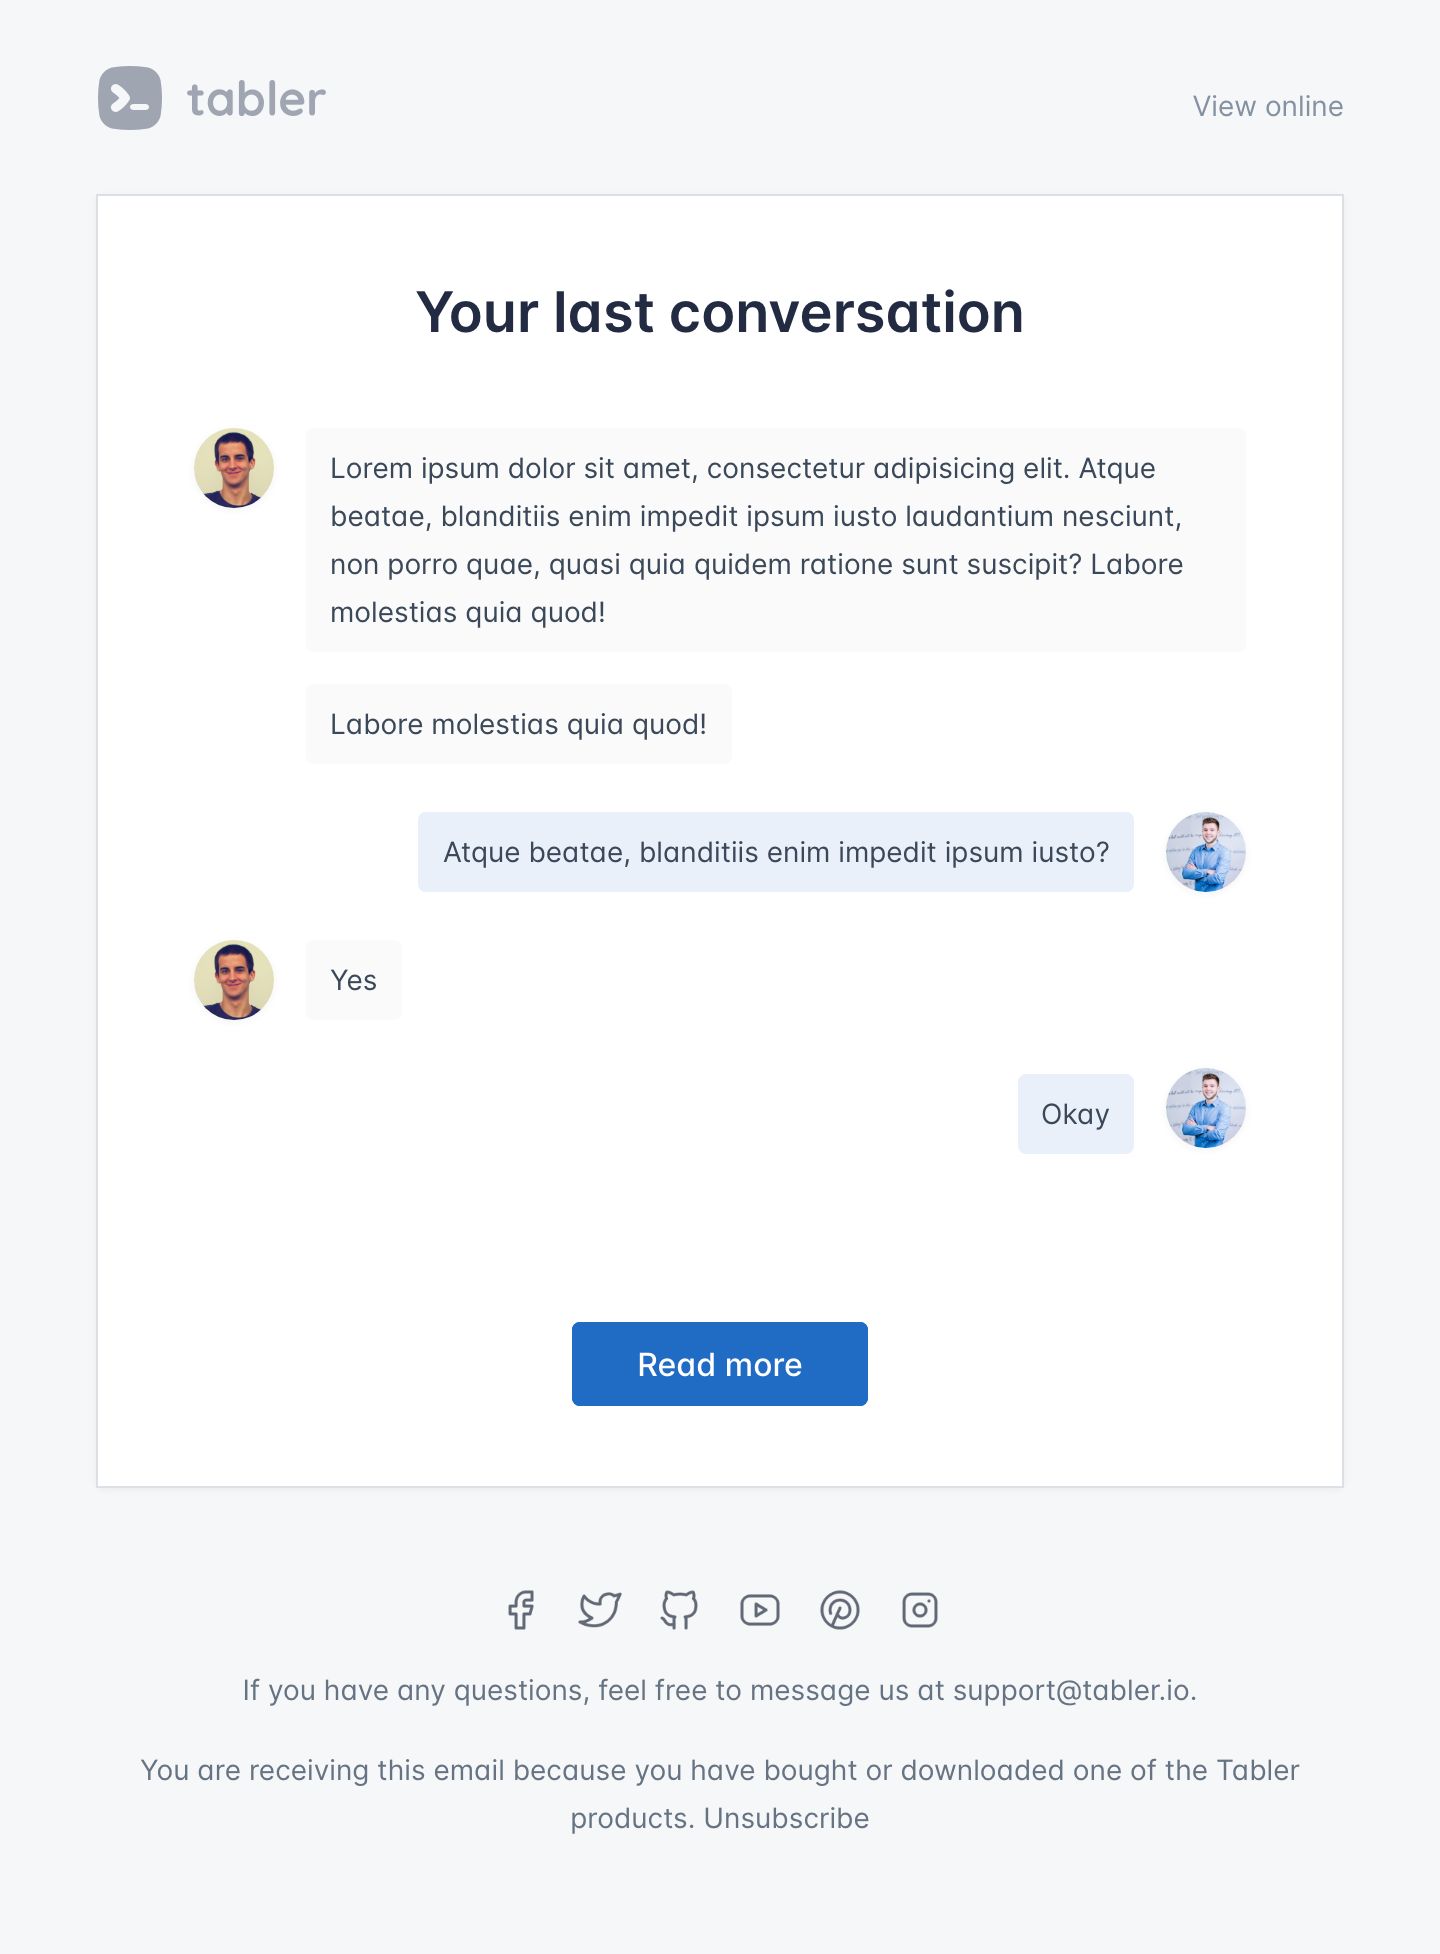 tabler
View online
Your last conversation
Lorem ipsum dolor sit amet, consectetur adipisicing elit. Atque
beatae, blanditiis enim impedit ipsum iusto laudantium nesciunt,
non porro quae, quasi quia quidem ratione sunt suscipit? Labore
molestias quia quod!
Labore molestias quia quod!
Atque beatae, blanditiis enim impedit ipsum iusto?
Yes
Okay
Read more
If you have any questions, feel free to message us at support@tabler.io.
You are receiving this email because you have bought or downloaded one of the Tabler
products. Unsubscribe